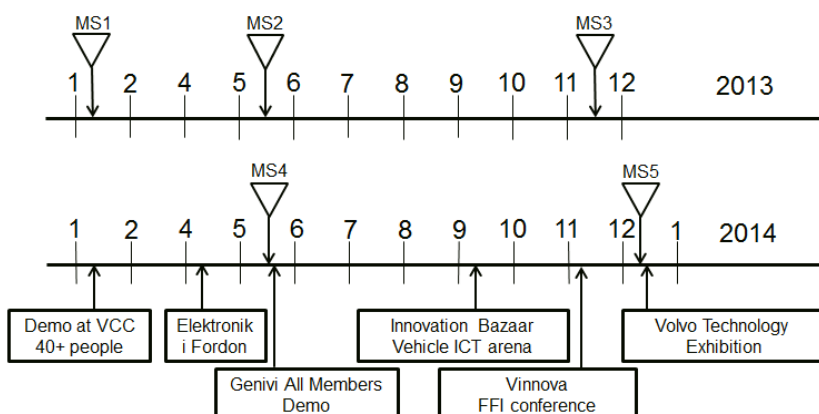 MS1 MS2 MS3
1 2 4 5 6 7 8 9 10 11 12 2013
MS4 MS5
1 2 4 5 6 7 8 9 10 11 12 1 2014
Demo at VCC
40+ people
Elektronik
i Fordon
Innovation Bazaar
Vehicle ICT arena
Volvo Technology
Exhibition
Genivi All Members
Demo
Vinnova
FFI conference